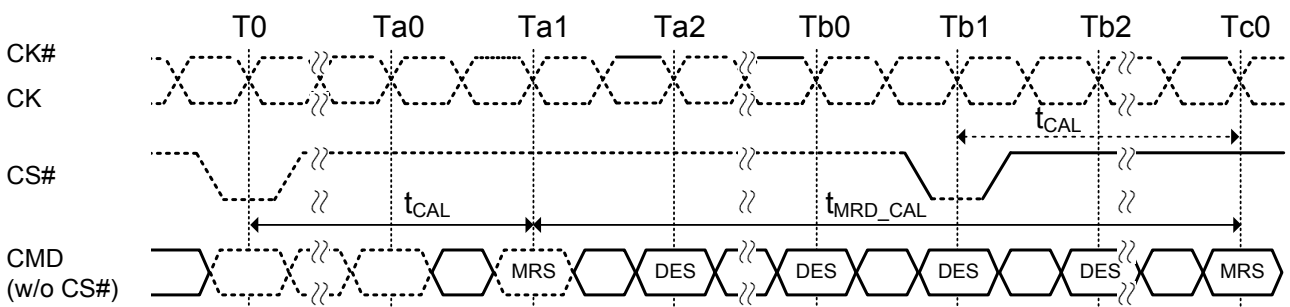 T0 Ta0 Ta1 Ta2 Tb0 Tb1 Tb2 Tc0
CK#
CK
tCAL
CS#
tCAL tMRD_CAL
CMD MRS DES DES DES DES MRS
(w/o CS#)